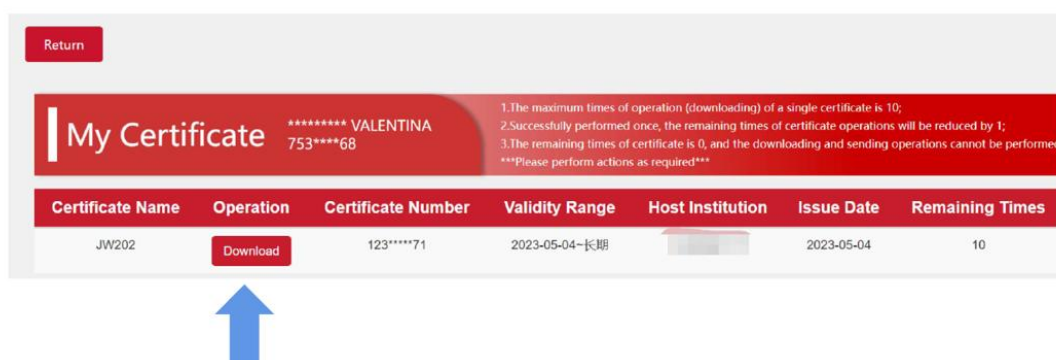 Return
1.The maximum times of operation (downloading) of a single certificate is 10;
2.Successfully performed once, the remaining times of certificate operations will be reduced by 1;
3.The remaining times of certificate is 0, and the downloading and sending operations cannot be performed
***Please perform actions as required***
My Certificate
********* VALENTINA
753****68
Certificate Name Operation Certificate Number Validity Range Host Institution Issue Date Remaining Times
JW202 Download 123*****71 2023-05-04~长期 2023-05-04 10